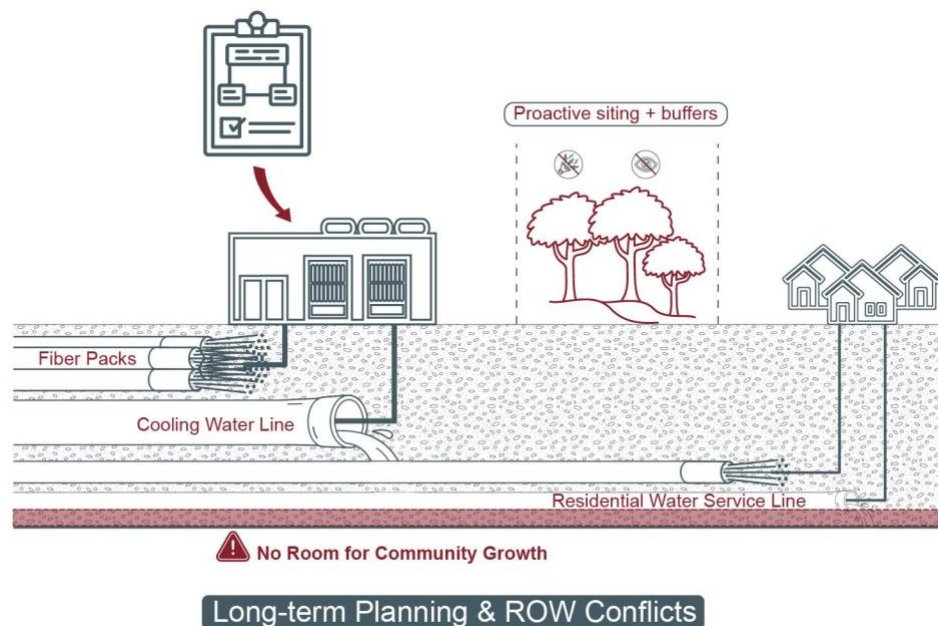 Proactive siting + buffers
Fiber Packs
Cooling Water Line
Residential Water Service Line
No Room for Community Growth
Long-term Planning & ROW Conflicts